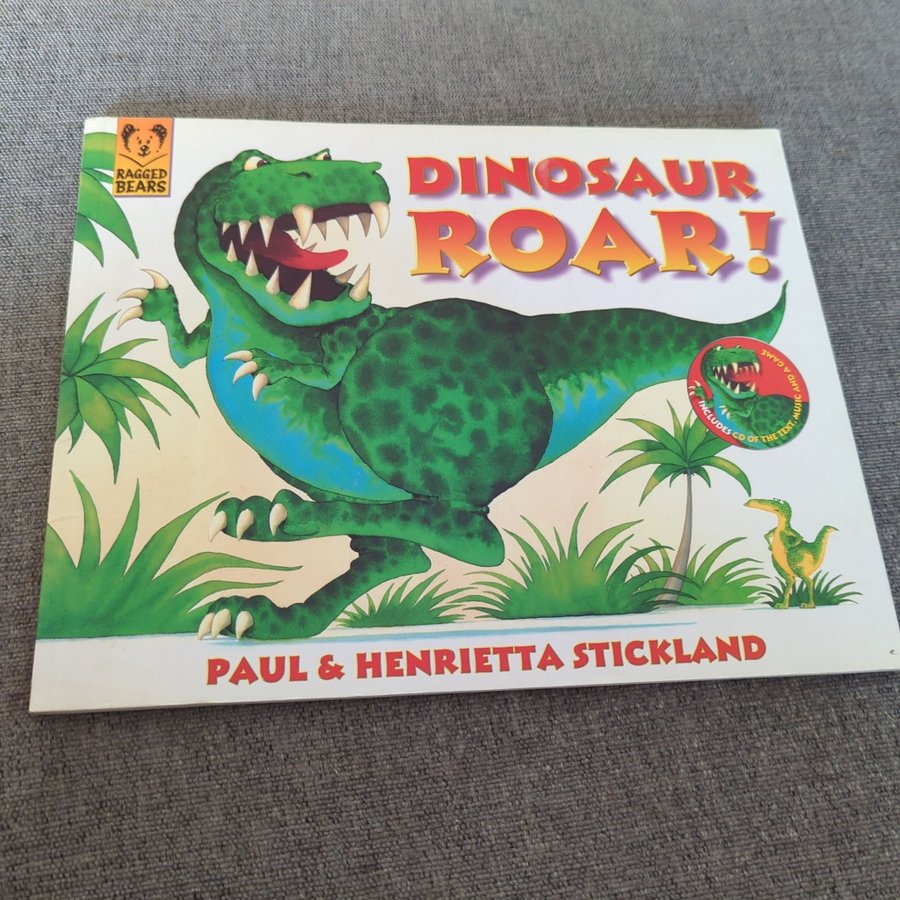 RAGGED
BEARS
DINOSAUR
ROAR!
INCLUDES CD OF THE TEXT, MUSIC AND A GAME
PAUL & HENRIETTA STICKLAND